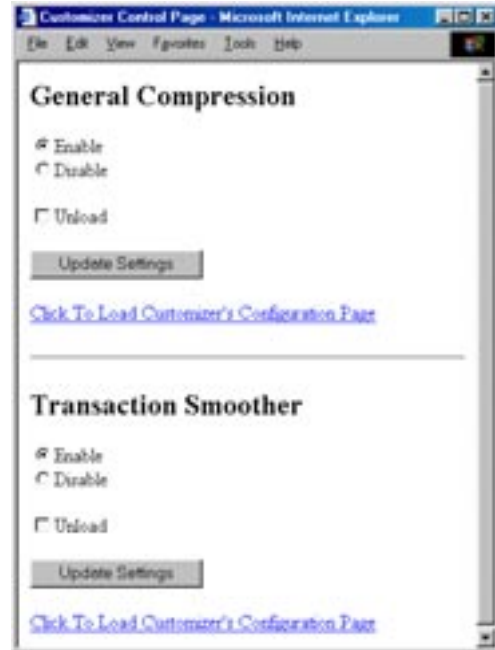 Customizer Control Page - Microsoft Internet Explorer
File Edit View Favorites Tools Help
General Compression
Enable
Disable
Unload
Update Settings
Click To Load Customizer's Configuration Page
Transaction Smoother
Enable
Disable
Unload
Update Settings
Click To Load Customizer's Configuration Page